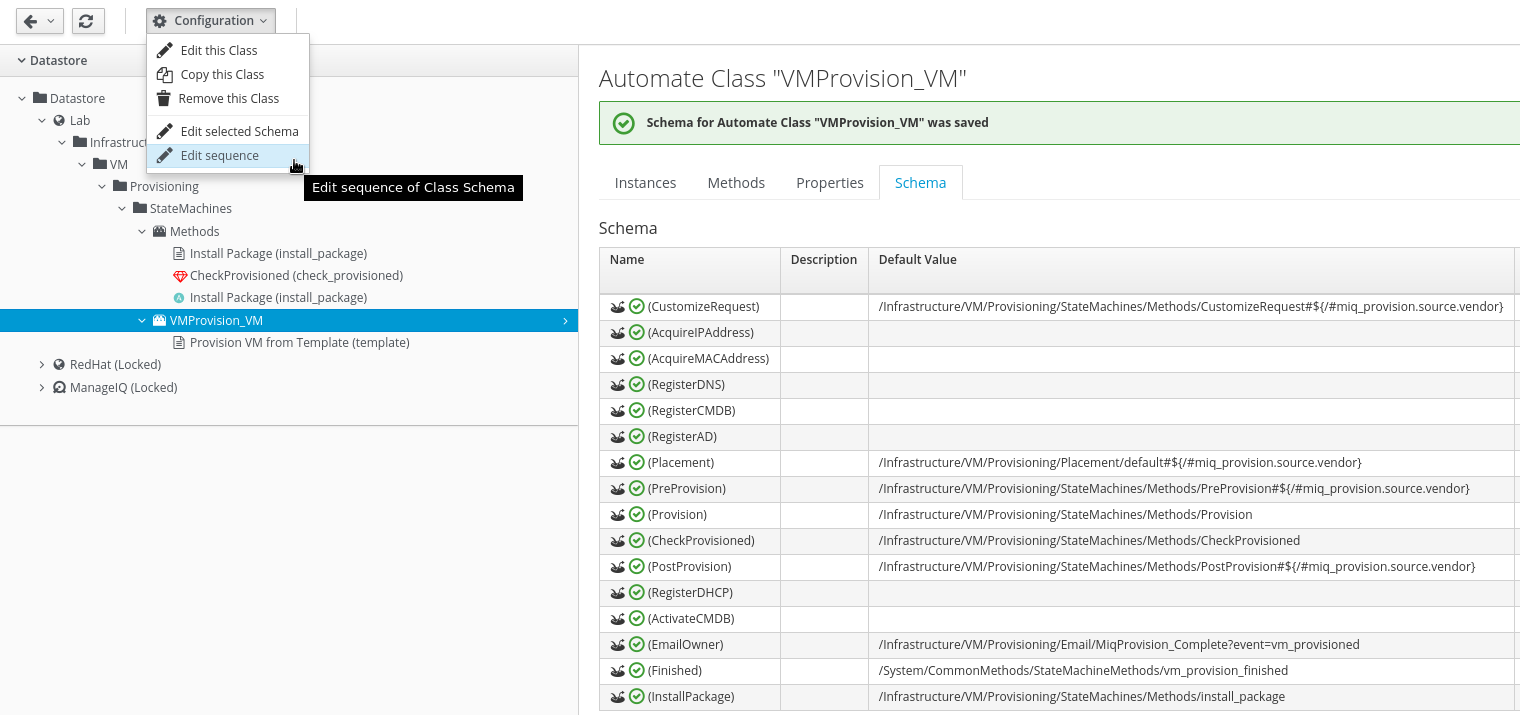 Configuration
Edit this Class
Copy this Class
Remove this Class
Edit selected Schema
Edit sequence
Edit sequence of Class Schema
Datastore
Datastore
Lab
Infrastruct
VM
Provisioning
StateMachines
Methods
Install Package (install_package)
CheckProvisioned (check_provisioned)
Install Package (install_package)
VMProvision_VM
Provision VM from Template (template)
RedHat (Locked)
ManageIQ (Locked)
Automate Class "VMProvision_VM"
Schema for Automate Class "VMProvision_VM" was saved
Instances Methods Properties Schema
Schema
Name Description Default Value
(CustomizeRequest) /Infrastructure/VM/Provisioning/StateMachines/Methods/CustomizeRequest#${/#miq_provision.source.vendor}
(AcquireIPAddress)
(AcquireMACAddress)
(RegisterDNS)
(RegisterCMDB)
(RegisterAD)
(Placement) /Infrastructure/VM/Provisioning/Placement/default#${/#miq_provision.source.vendor}
(PreProvision) /Infrastructure/VM/Provisioning/StateMachines/Methods/PreProvision#${/#miq_provision.source.vendor}
(Provision) /Infrastructure/VM/Provisioning/StateMachines/Methods/Provision
(CheckProvisioned) /Infrastructure/VM/Provisioning/StateMachines/Methods/CheckProvisioned
(PostProvision) /Infrastructure/VM/Provisioning/StateMachines/Methods/PostProvision#${/#miq_provision.source.vendor}
(RegisterDHCP)
(ActivateCMDB)
(EmailOwner) /Infrastructure/VM/Provisioning/Email/MiqProvision_Complete?event=vm_provisioned
(Finished) /System/CommonMethods/StateMachineMethods/vm_provision_finished
(InstallPackage) /Infrastructure/VM/Provisioning/StateMachines/Methods/install_package